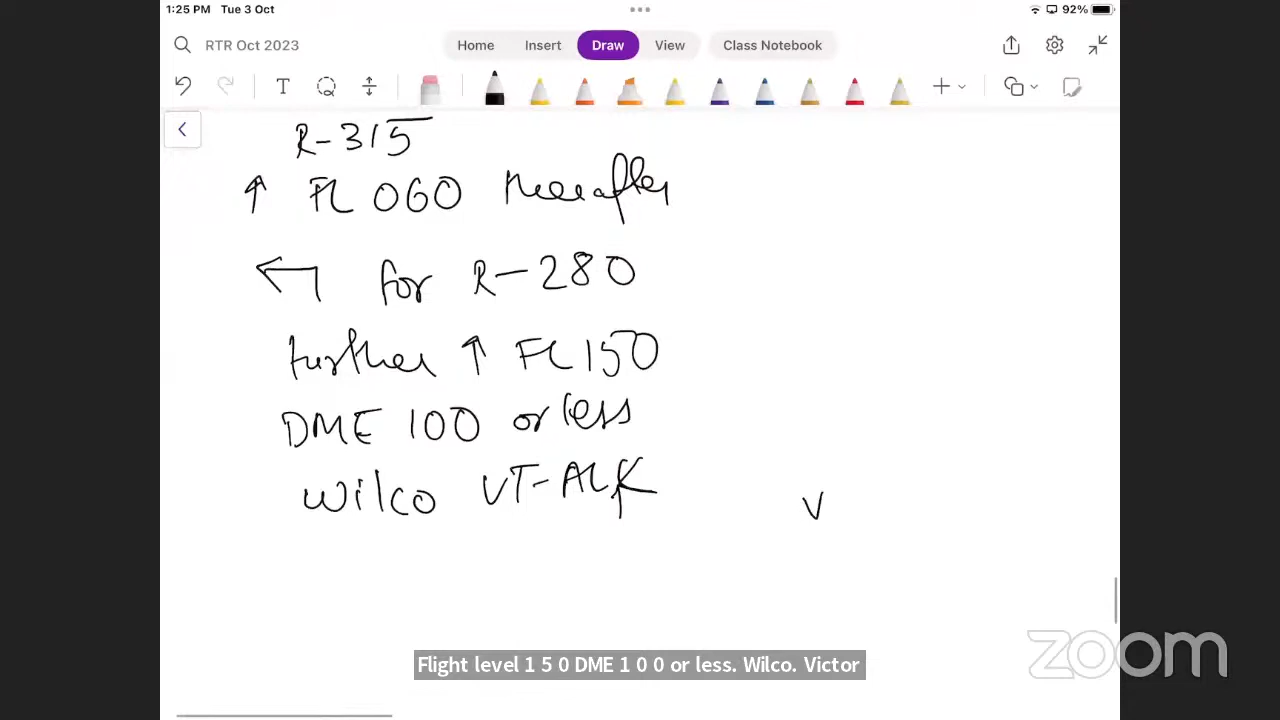 1:25 PM Tue 3 Oct
92%
RTR Oct 2023
Home Insert Draw View Class Notebook
T
R-315
↑ FL 060 thereafter
for R-280
further ↑ FL150
DME 100 or less
Wilco VT-ALK V
Flight level 1 5 0 DME 1 0 0 or less. Wilco. Victor
zoom